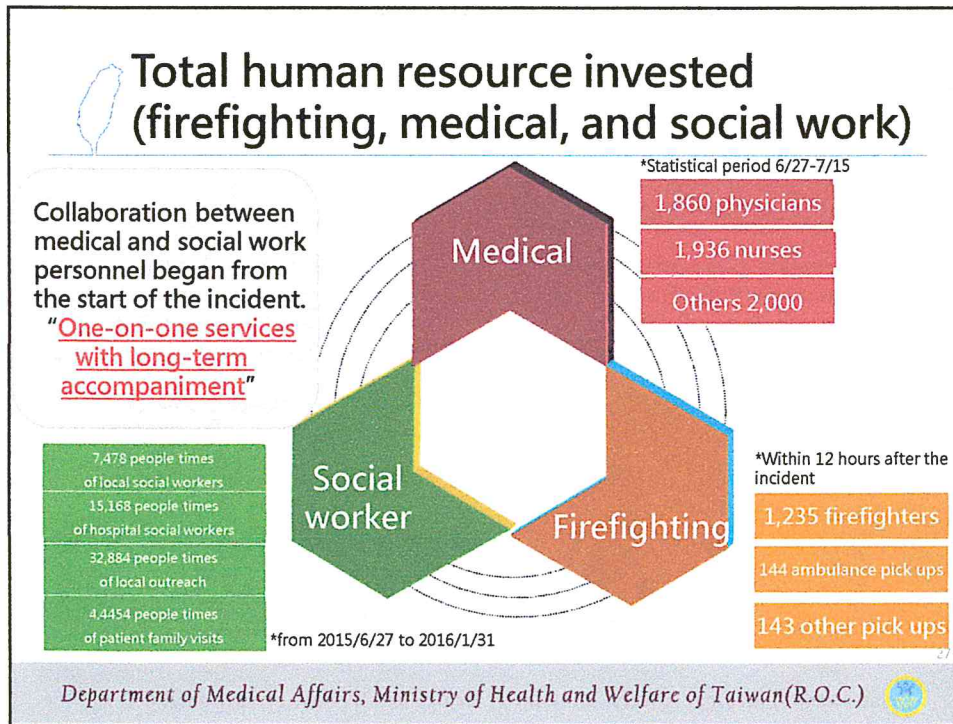 Total human resource invested
(firefighting, medical, and social work)
Collaboration between
medical and social work
personnel began from
the start of the incident.
"One-on-one services
with long-term
accompaniment"
Medical
*Statistical period 6/27-7/15
1,860 physicians
1,936 nurses
Others 2,000
Social
worker
7,478 people times
of local social workers
15,168 people times
of hospital social workers
32,884 people times
of local outreach
4,4454 people times
of patient family visits
*from 2015/6/27 to 2016/1/31
Firefighting
*Within 12 hours after the
incident
1,235 firefighters
144 ambulance pick ups
143 other pick ups
27
Department of Medical Affairs, Ministry of Health and Welfare of Taiwan(R.O.C.)